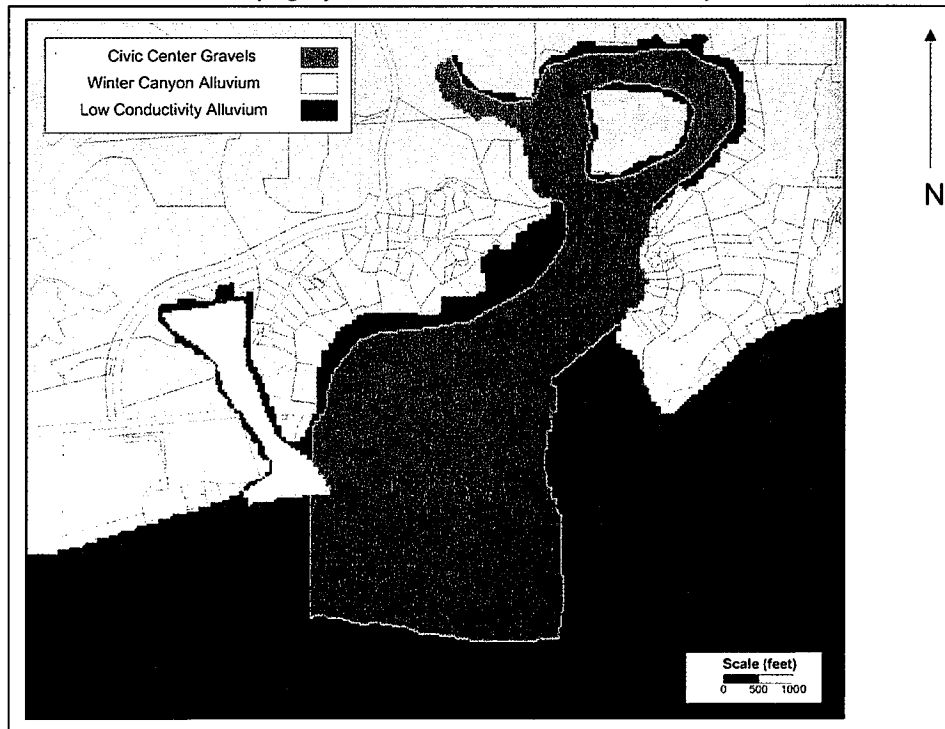 Civic Center Gravels
Winter Canyon Alluvium
Low Conductivity Alluvium
N
Scale (feet)
0 500 1000